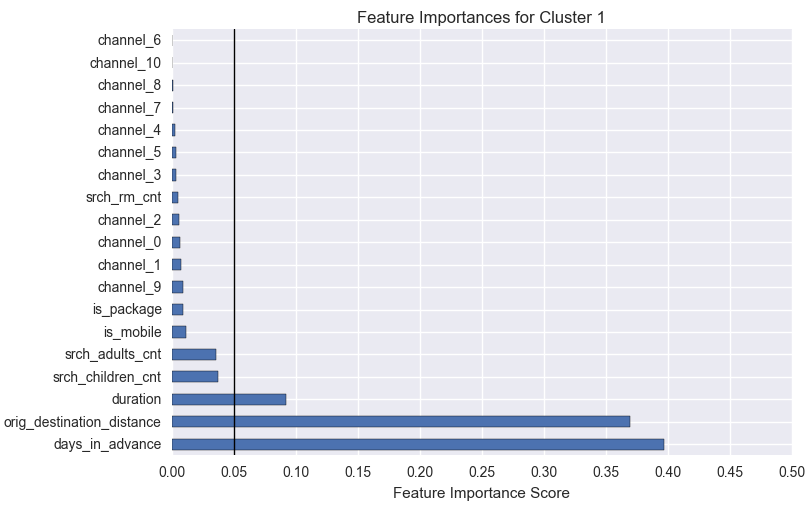 Feature Importances for Cluster 1
channel_6
channel_10
channel_8
channel_7
channel_4
channel_5
channel_3
srch_rm_cnt
channel_2
channel_0
channel_1
channel_9
is_package
is_mobile
srch_adults_cnt
srch_children_cnt
duration
orig_destination_distance
days_in_advance
0.00 0.05 0.10 0.15 0.20 0.25 0.30 0.35 0.40 0.45 0.50
Feature Importance Score